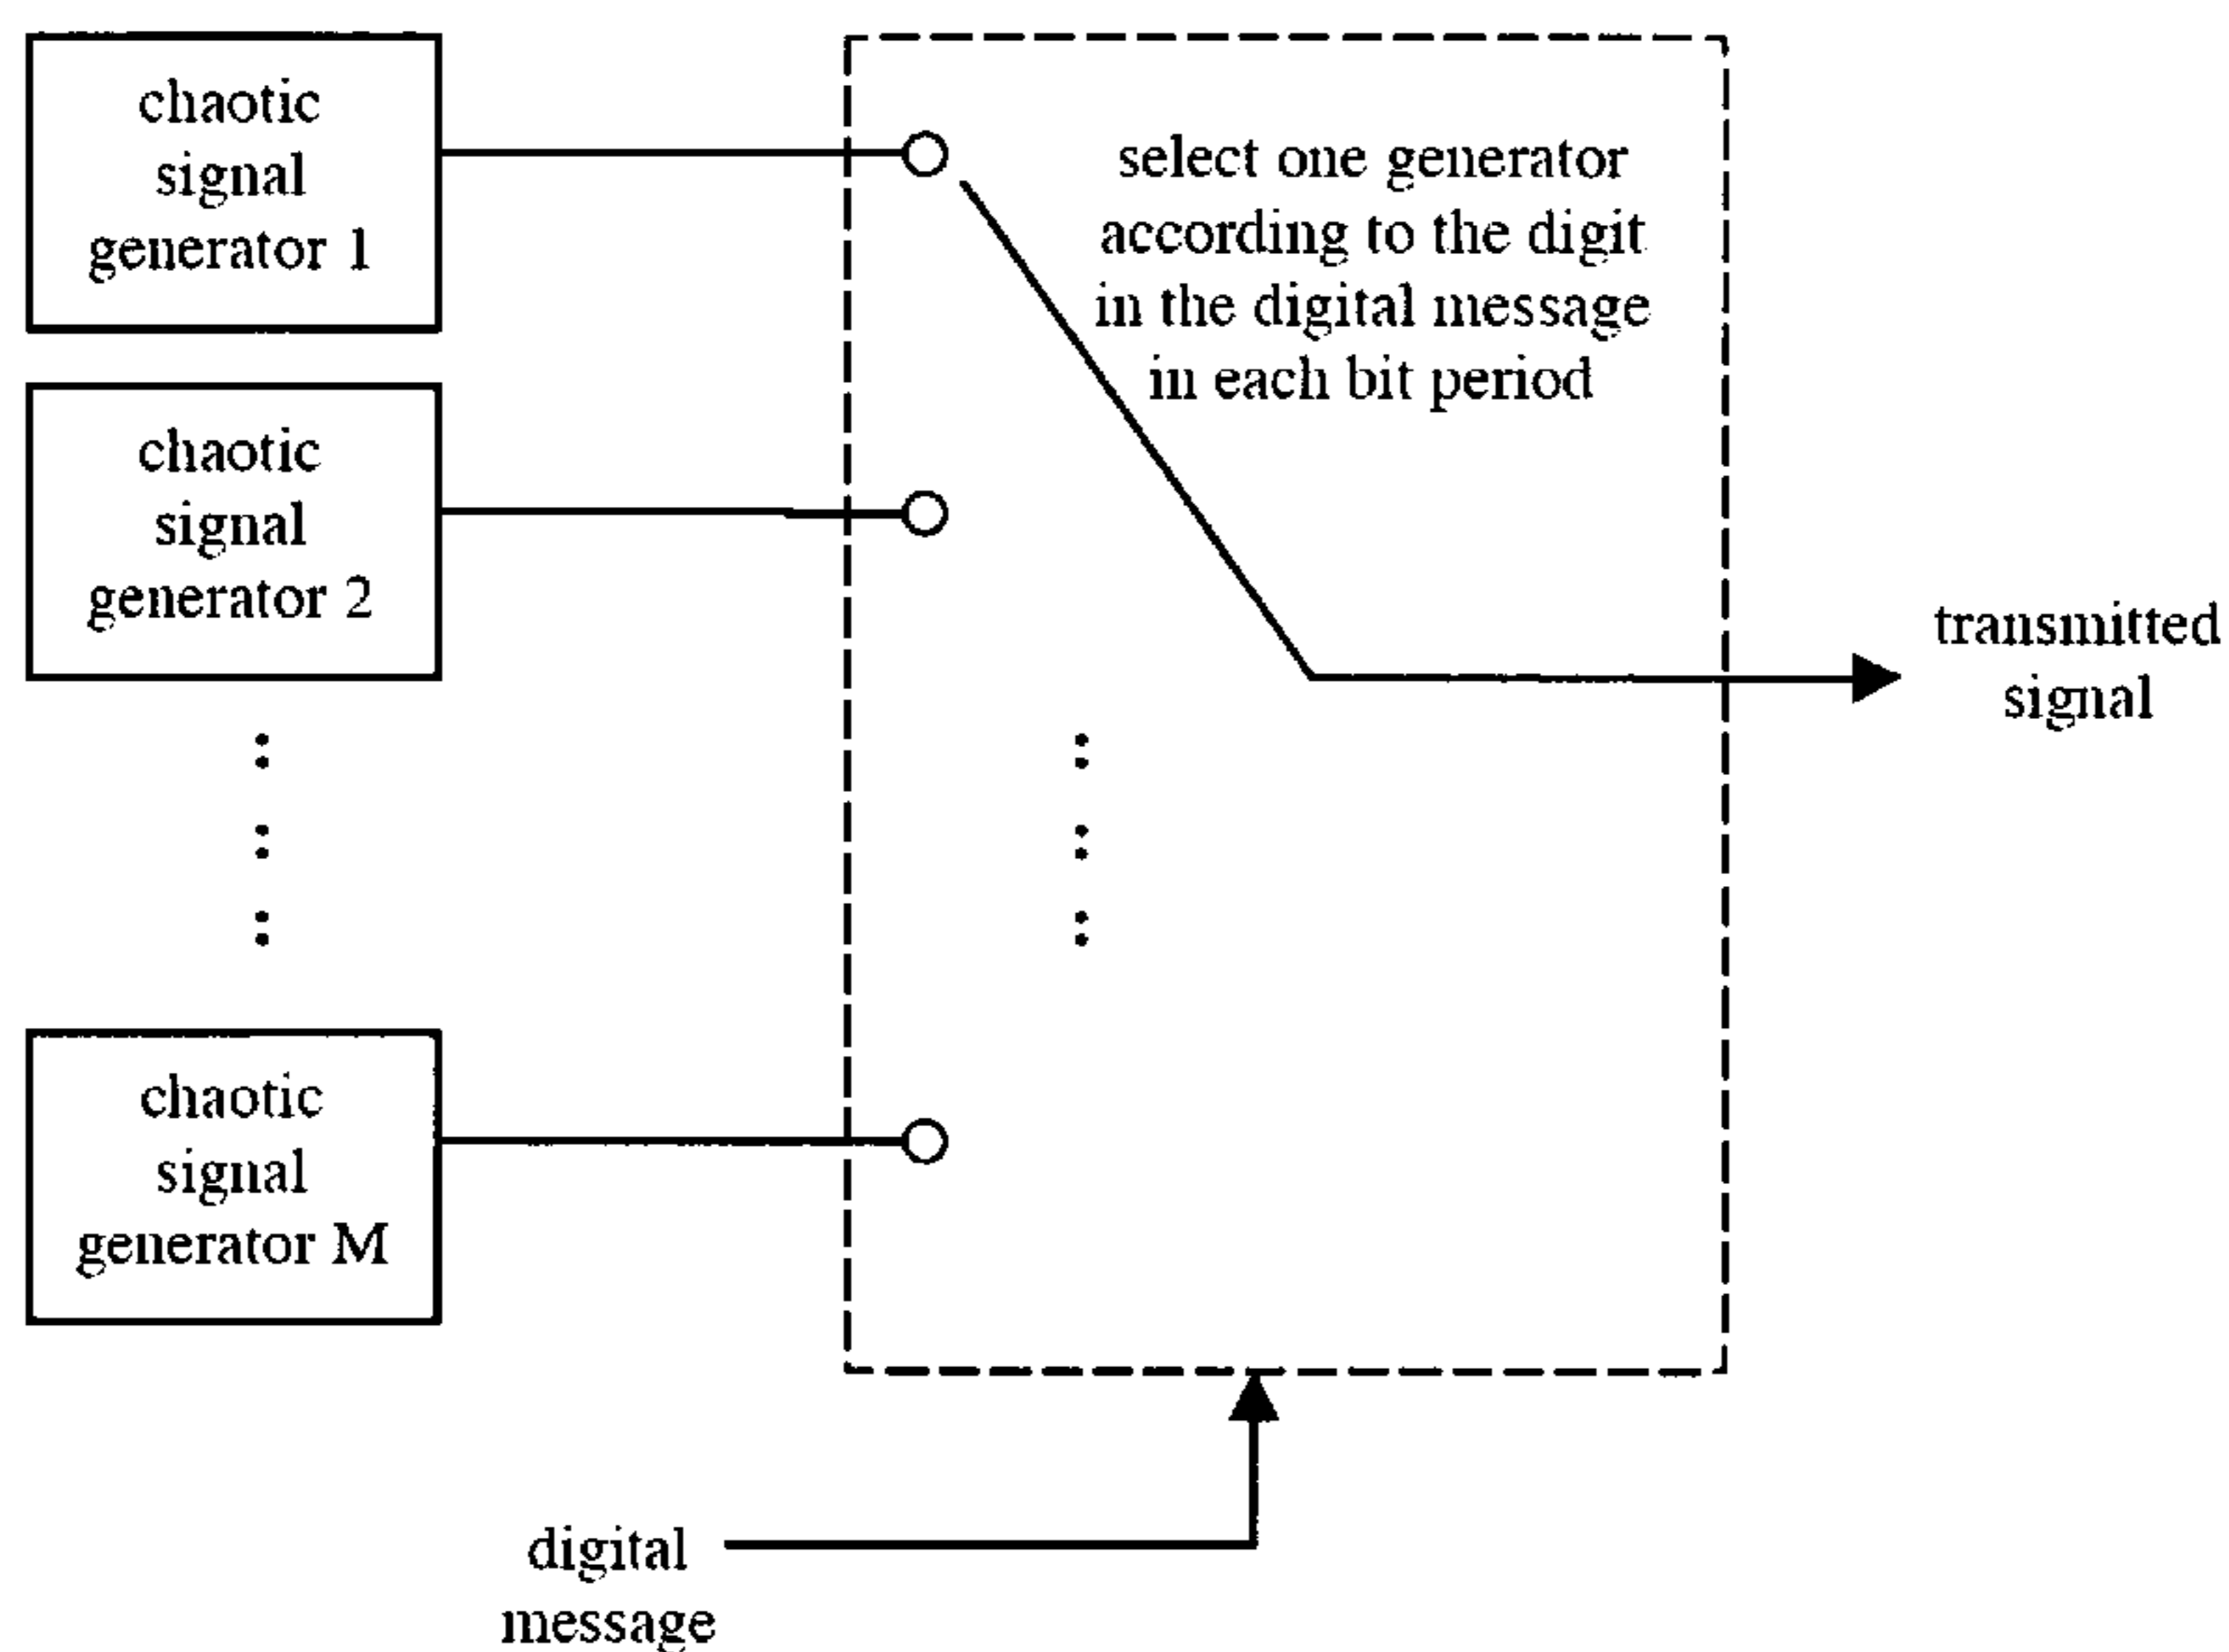 chaotic
signal
generator 1
select one generator
according to the digit
in the digital message
in each bit period
chaotic
signal
generator 2
transmitted
signal
chaotic
signal
generator M
digital
message